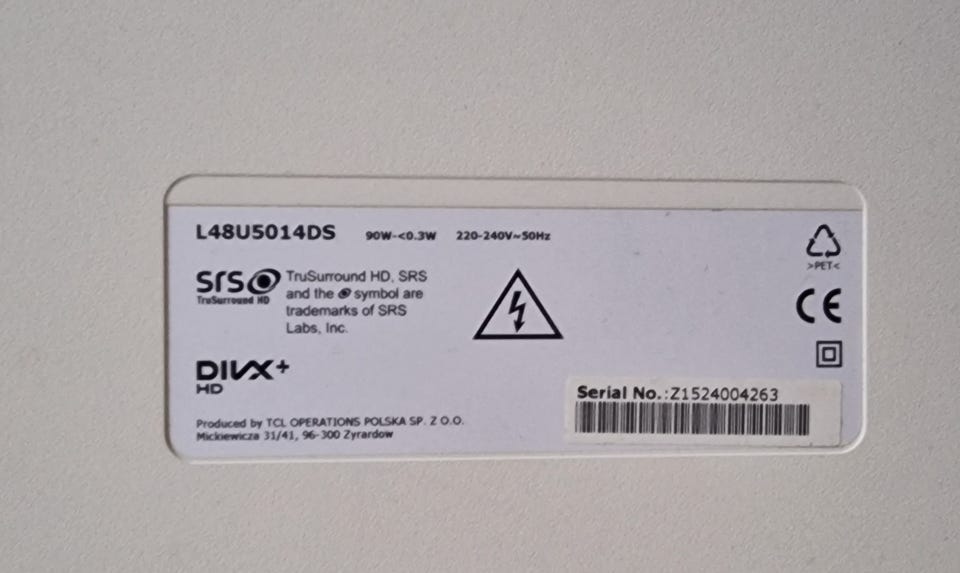 L48U5014DS 90W-<0.3W 220-240V~50Hz
>PET<
SRS
TruSurround HD
TruSurround HD, SRS
and the symbol are
trademarks of SRS
Labs, Inc.
CE
DIVX+
HD
Serial No.:Z1524004263
Produced by TCL OPERATIONS POLSKA SP. Z O.O.
Mickiewicza 31/41, 96-300 Zyrardow